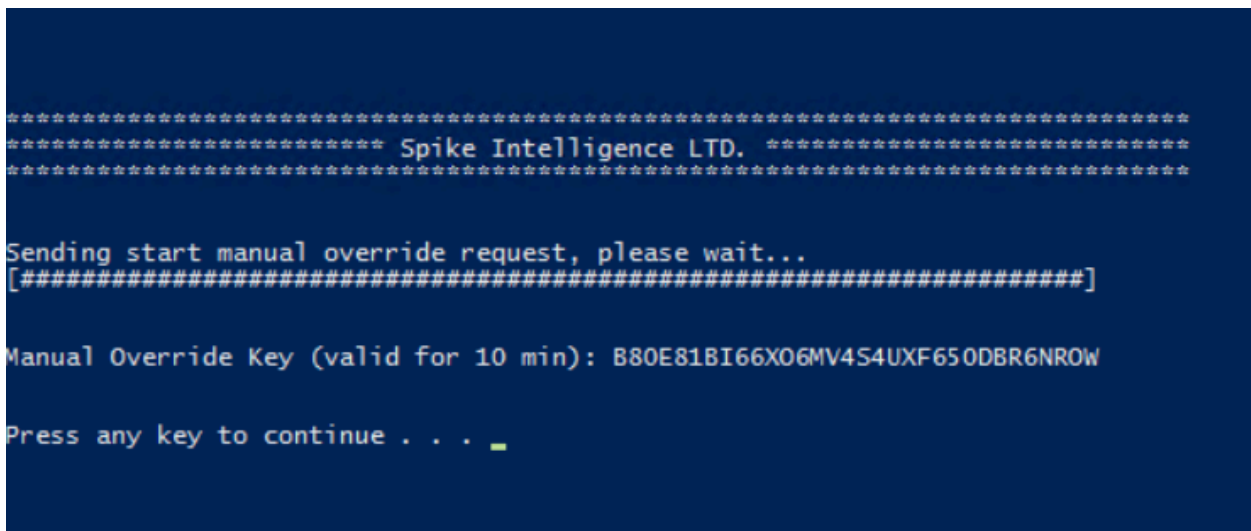 *******************************************************************************
************************* Spike Intelligence LTD. ****************************
*******************************************************************************
Sending start manual override request, please wait...
[######################################################################]
Manual Override Key (valid for 10 min): B8OE81BI66XO6MV4S4UXF65ODBR6NROW
Press any key to continue . . .